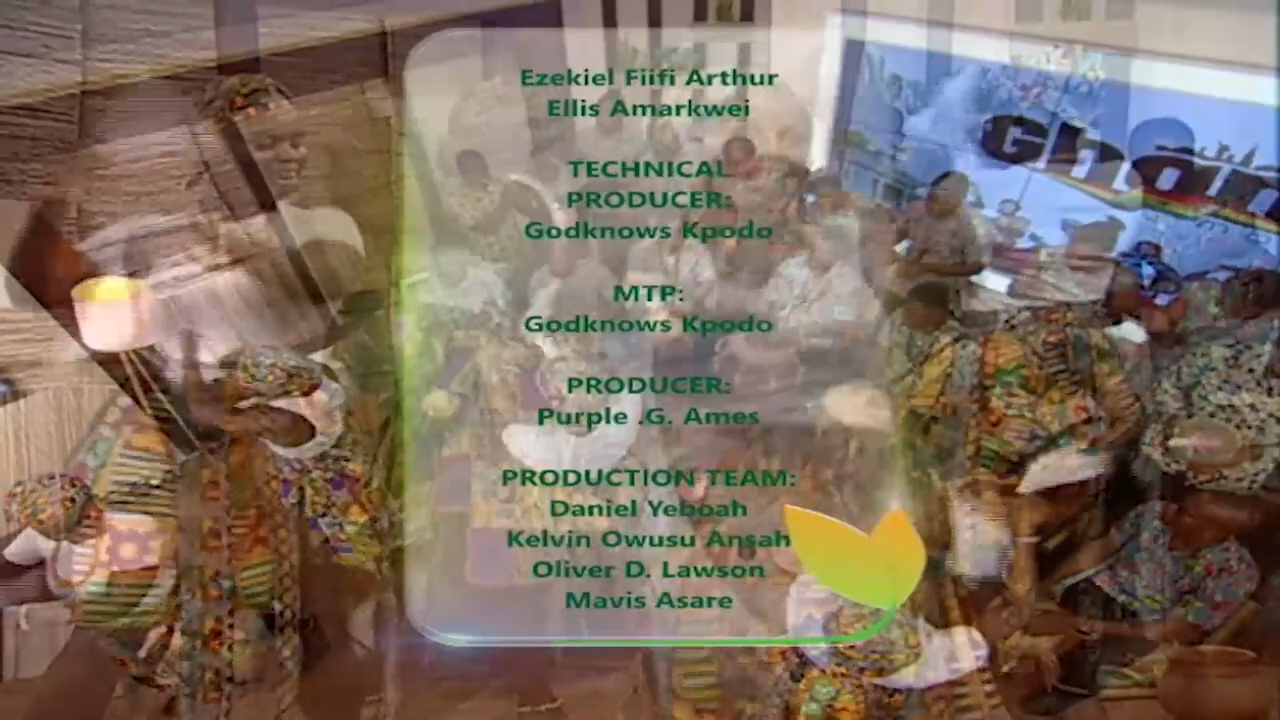 Ezekiel Fiifi Arthur
Ellis Amarkwei
TECHNICAL
PRODUCER:
Godknows Kpodo
MTP:
Godknows Kpodo
PRODUCER:
Purple .G. Ames
PRODUCTION TEAM:
Daniel Yeboah
Kelvin Owusu Ansah
Oliver D. Lawson
Mavis Asare